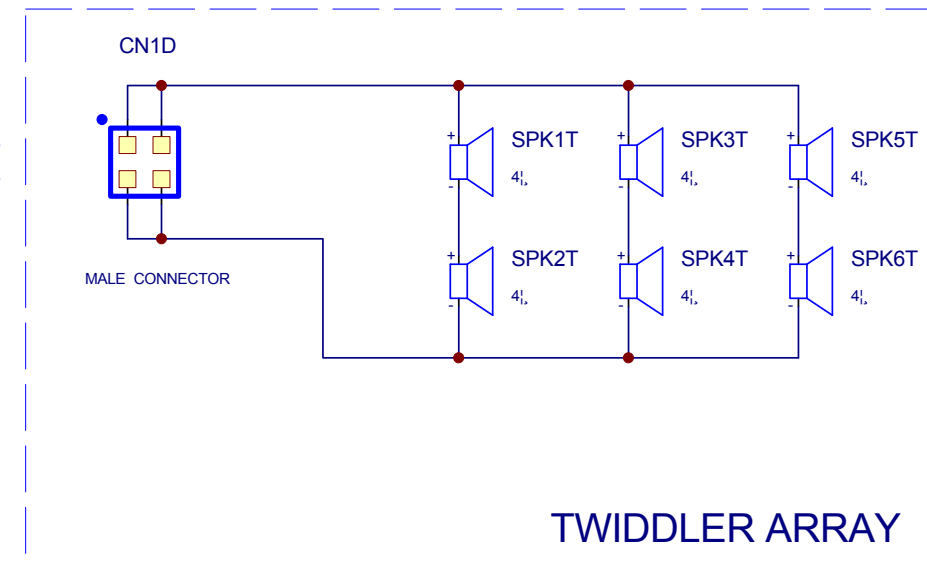 CN1D
+ SPK1T
4¦¸
-
+ SPK3T
4¦¸
-
+ SPK5T
4¦¸
-
+ SPK2T
4¦¸
-
+ SPK4T
4¦¸
-
+ SPK6T
4¦¸
-
MALE CONNECTOR
TWIDDLER ARRAY